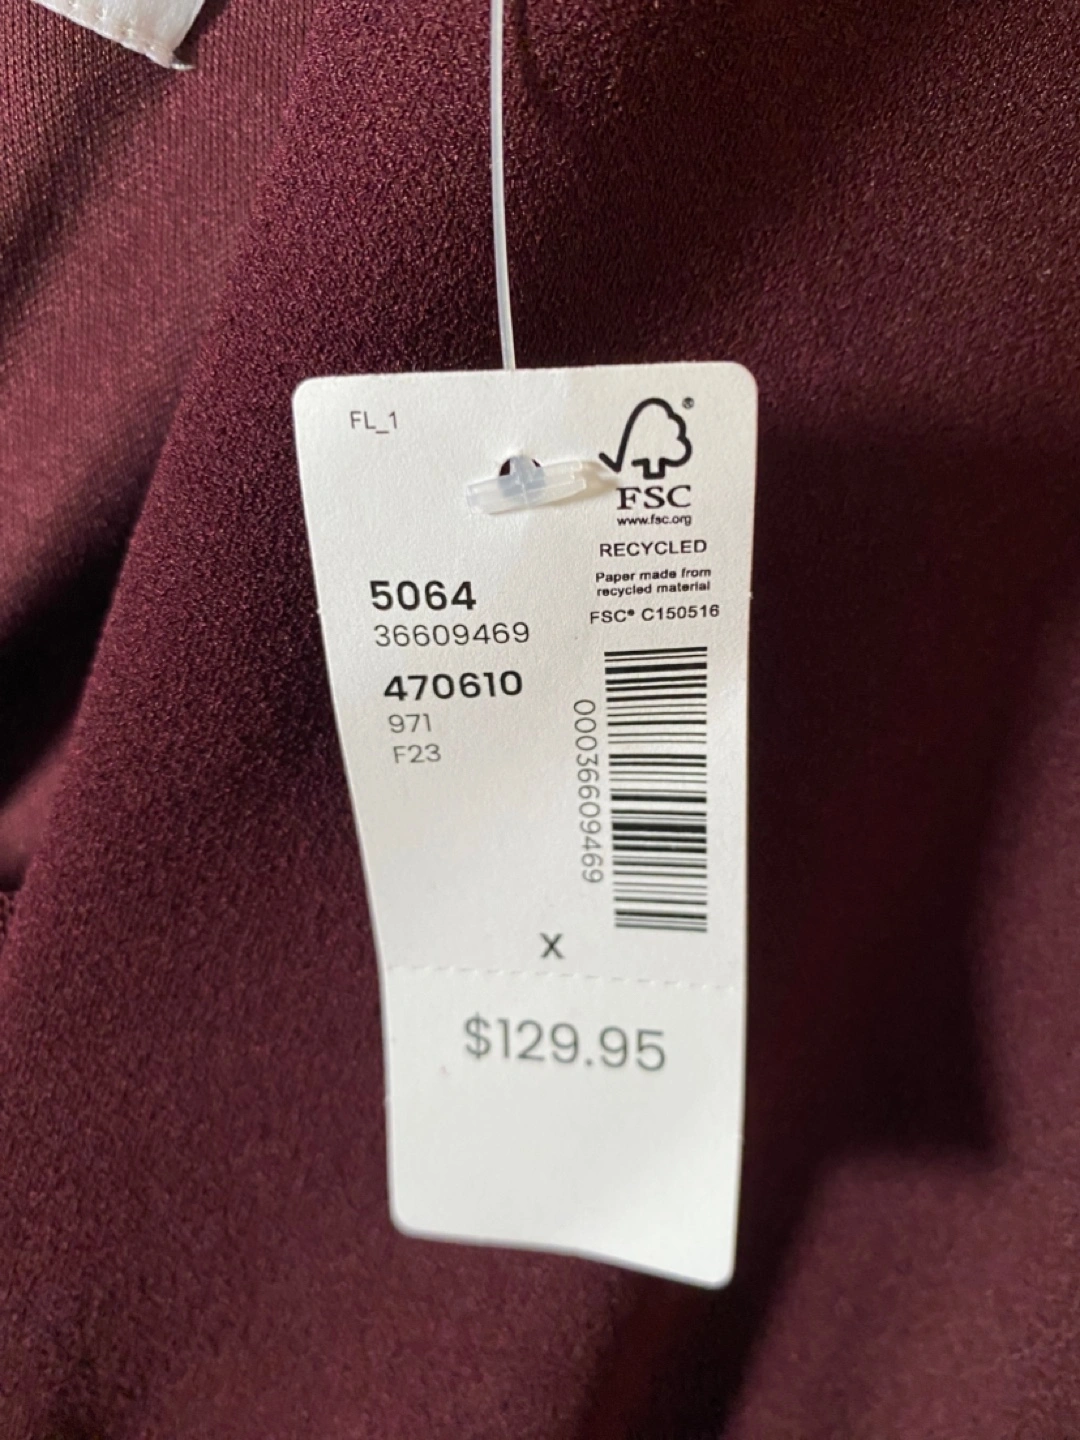 FL_1
®
FSC
www.fsc.org
RECYCLED
Paper made from
recycled material
FSC® C150516
5064
36609469
470610
971
F23
00036609469
X
$129.95